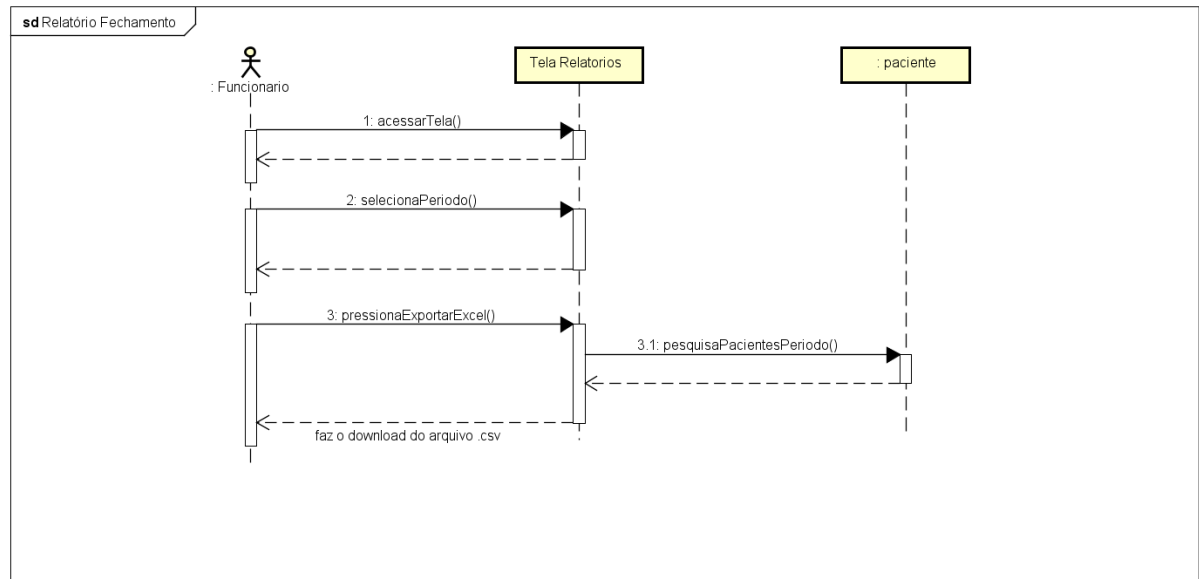 sd Relatório Fechamento
: Funcionario
Tela Relatorios
: paciente
1: acessarTela()
2: selecionaPeriodo()
3: pressionaExportarExcel()
3.1: pesquisaPacientesPeriodo()
faz o download do arquivo .csv